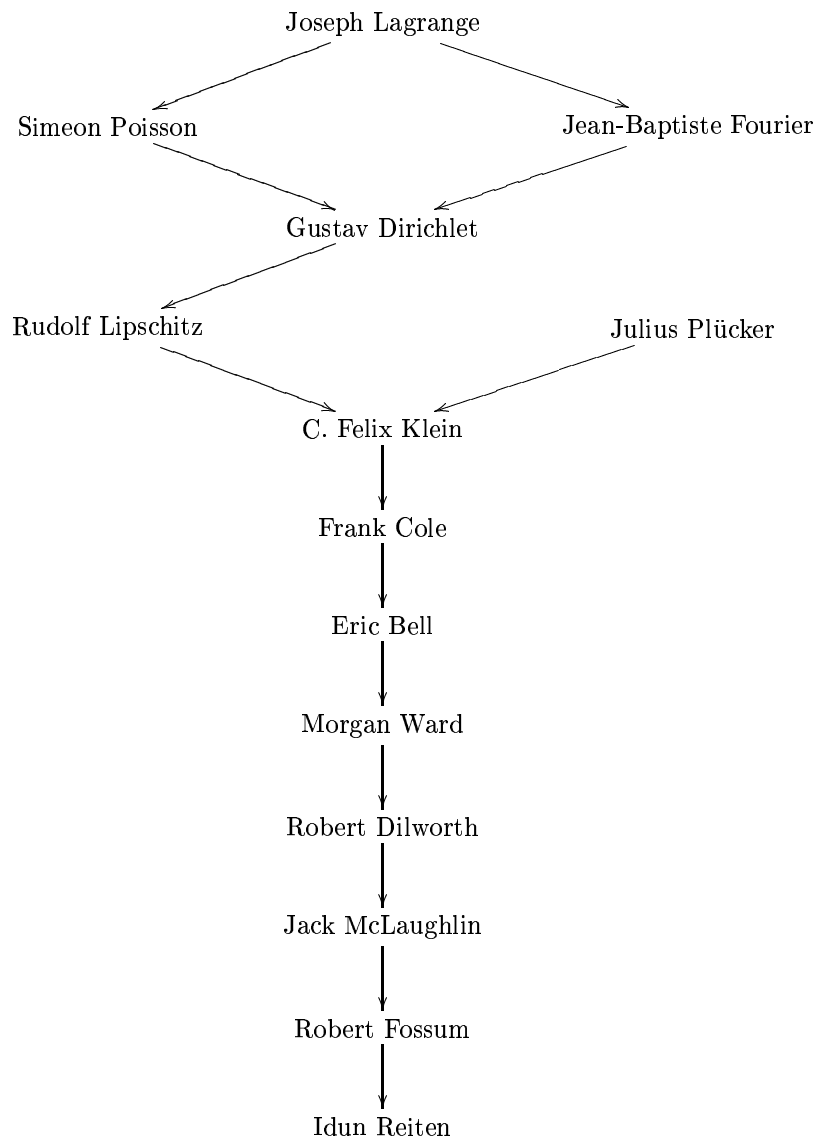 Joseph Lagrange
Simeon Poisson
Jean-Baptiste Fourier
Gustav Dirichlet
Rudolf Lipschitz
Julius Plücker
C. Felix Klein
Frank Cole
Eric Bell
Morgan Ward
Robert Dilworth
Jack McLaughlin
Robert Fossum
Idun Reiten